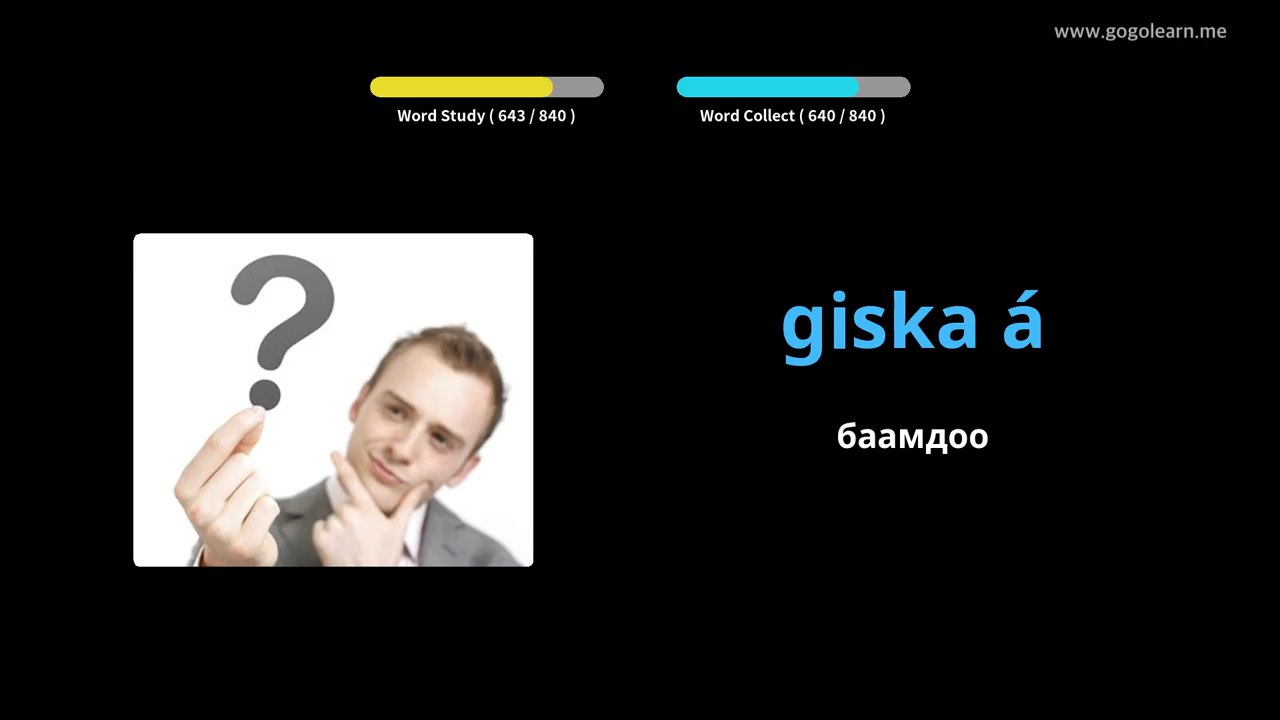 www.gogolearn.me
Word Study ( 643 / 840 )
Word Collect ( 640 / 840 )
giska á
баамдоо